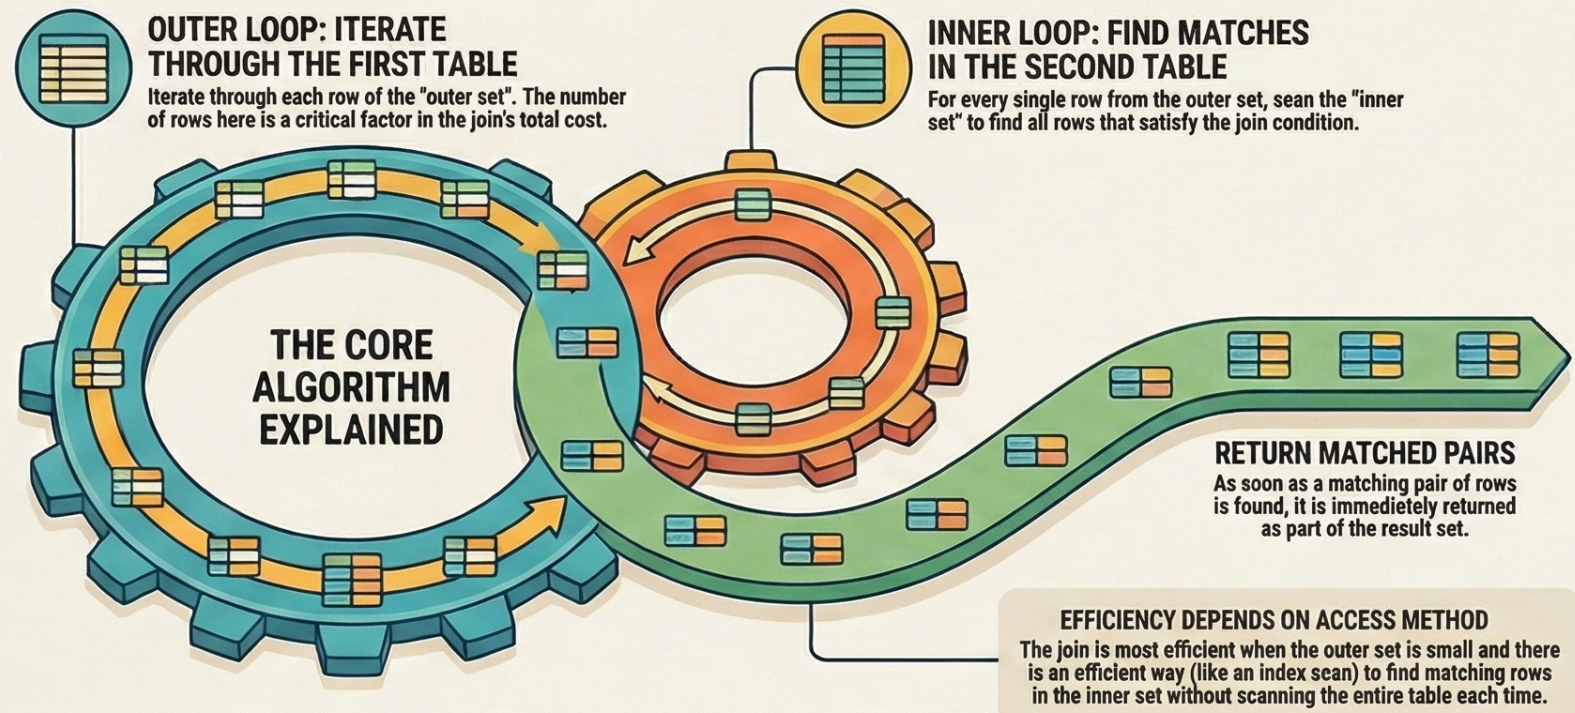 OUTER LOOP: ITERATE
THROUGH THE FIRST TABLE
Iterate through each row of the "outer set". The number
of rows here is a critical factor in the join's total cost.
INNER LOOP: FIND MATCHES
IN THE SECOND TABLE
For every single row from the outer set, sean the "inner
set" to find all rows that satisfy the join condition.
THE CORE
ALGORITHM
EXPLAINED
RETURN MATCHED PAIRS
As soon as a matching pair of rows
is found, it is immedietely returned
as part of the result set.
EFFICIENCY DEPENDS ON ACCESS METHOD
The join is most efficient when the outer set is small and there
is an efficient way (like an index sean) to find matching rows
in the inner set without scanning the entire table each time.